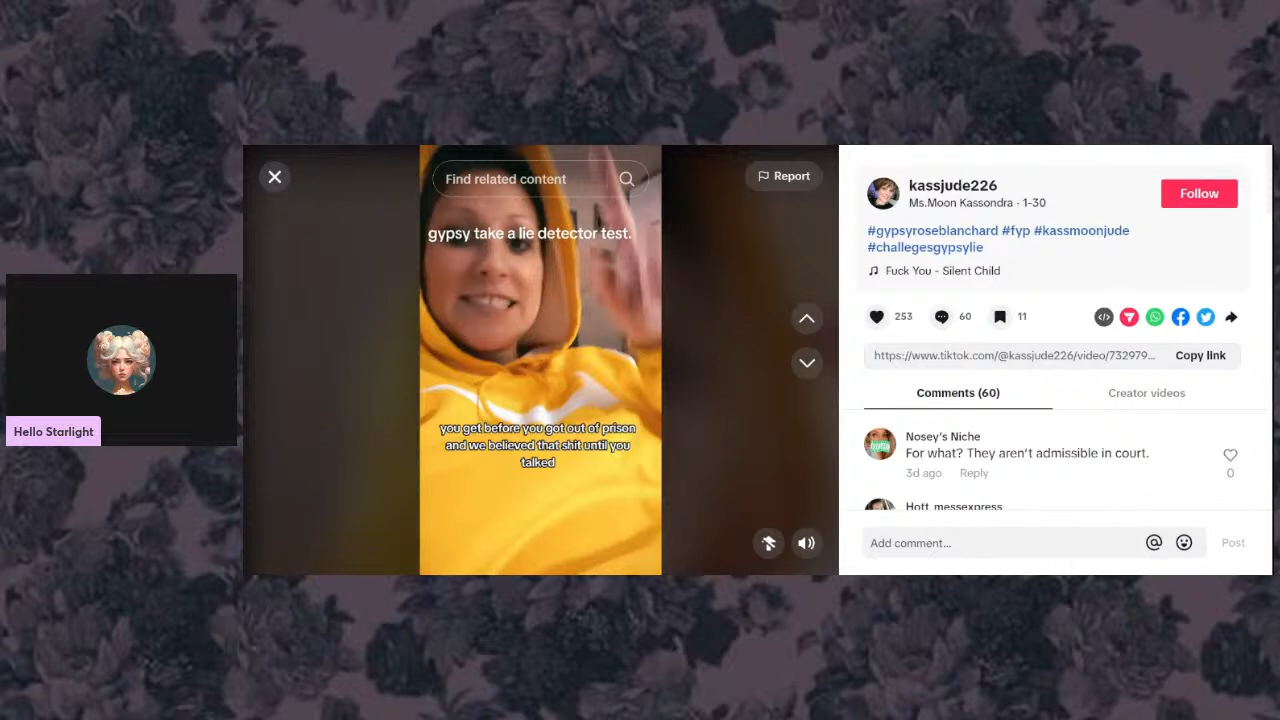 Hello Starlight
Find related content
Report
gypsy take a lie detector test.
you get before you got out of prison
and we believed that shit until you
talked
kassjude226
Ms.Moon Kassondra · 1-30
Follow
#gypsyroseblanchard #fyp #kassmoonjude
#challegesgypsylie
Fuck You - Silent Child
253
60
11
https://www.tiktok.com/@kassjude226/video/732979...
Copy link
Comments (60)
Creator videos
Nosey's Niche
For what? They aren't admissible in court.
3d ago
Reply
0
Hott_messexpress
Add comment...
Post